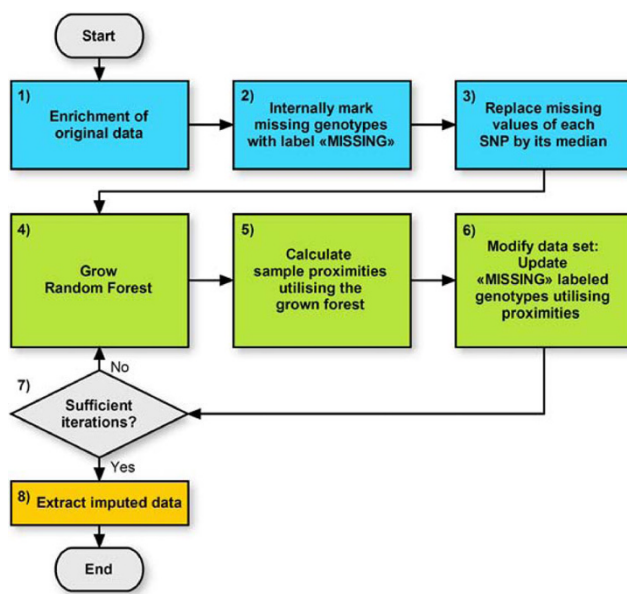 Start
1)
Enrichment of
original data
2)
Internally mark
missing genotypes
with label «MISSING»
3)
Replace missing
values of each
SNP by its median
4)
Grow
Random Forest
5)
Calculate
sample proximities
utilising the
grown forest
6)
Modify data set:
Update
«MISSING» labeled
genotypes utilising
proximities
No
7)
Sufficient
iterations?
Yes
8) Extract imputed data
End